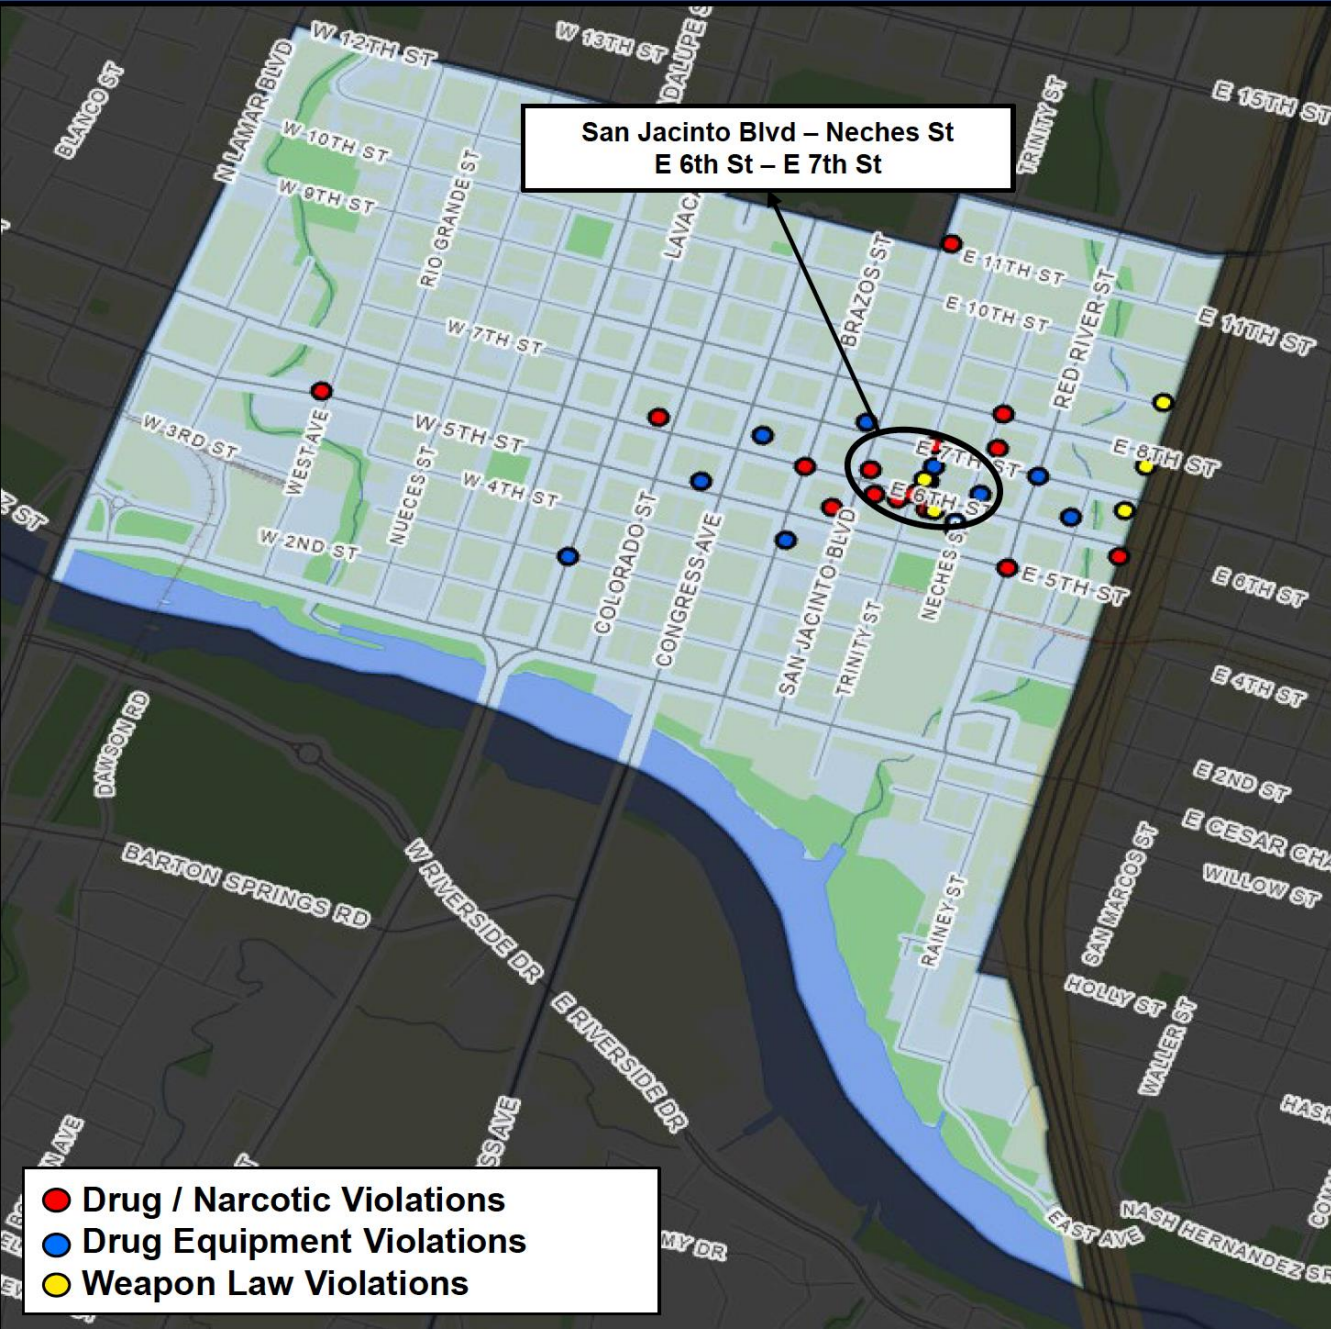 W 12TH ST
W 13TH ST
E 15TH ST
BLANCO ST
N LAMAR BLVD
TRINITY ST
San Jacinto Blvd – Neches St
E 6th St – E 7th St
W 10TH ST
W 9TH ST
RIO GRANDE ST
BRAZOS ST
E 11TH ST
E 10TH ST
RED RIVER ST
E 11TH ST
W 7TH ST
W 5TH ST
W 3RD ST
WEST AVE
W 4TH ST
NUECES ST
E 7TH ST
E 8TH ST
E 6TH ST
W 2ND ST
COLORADO ST
CONGRESS AVE
SAN JACINTO BLVD
TRINITY ST
NECHES ST
E 5TH ST
E 6TH ST
E 4TH ST
DAWSON RD
E 2ND ST
E CESAR CHA
WILLOW ST
BARTON SPRINGS RD
W RIVERSIDE DR
SAN MARCOS ST
RAINEY ST
HOLLY ST
E RIVERSIDE DR
WALLER ST
HASK
SS AVE
N AVE
MY DR
EAST AVE
NASH HERNANDEZ SR
Drug / Narcotic Violations
Drug Equipment Violations
Weapon Law Violations